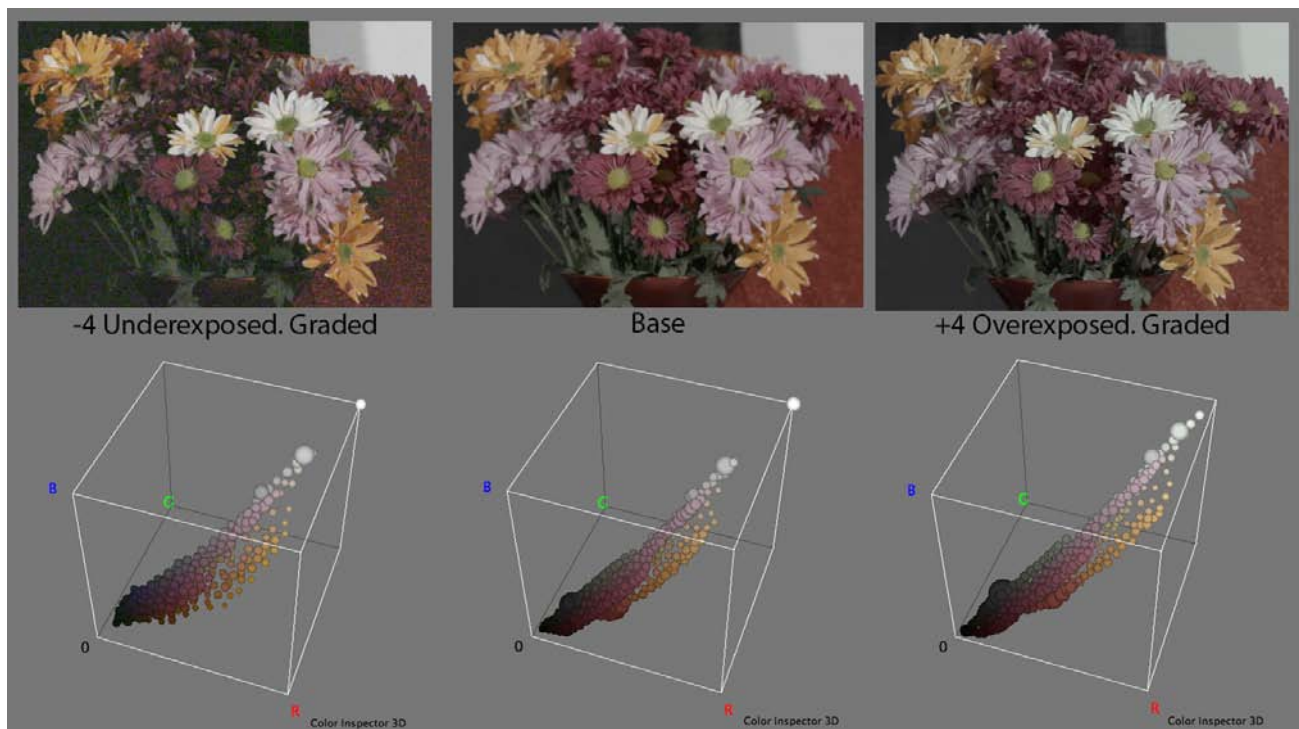 -4 Underexposed. Graded
Base
+4 Overexposed. Graded
B
G
0
R
Color Inspector 3D
B
G
0
R
Color Inspector 3D
B
G
0
R
Color Inspector 3D